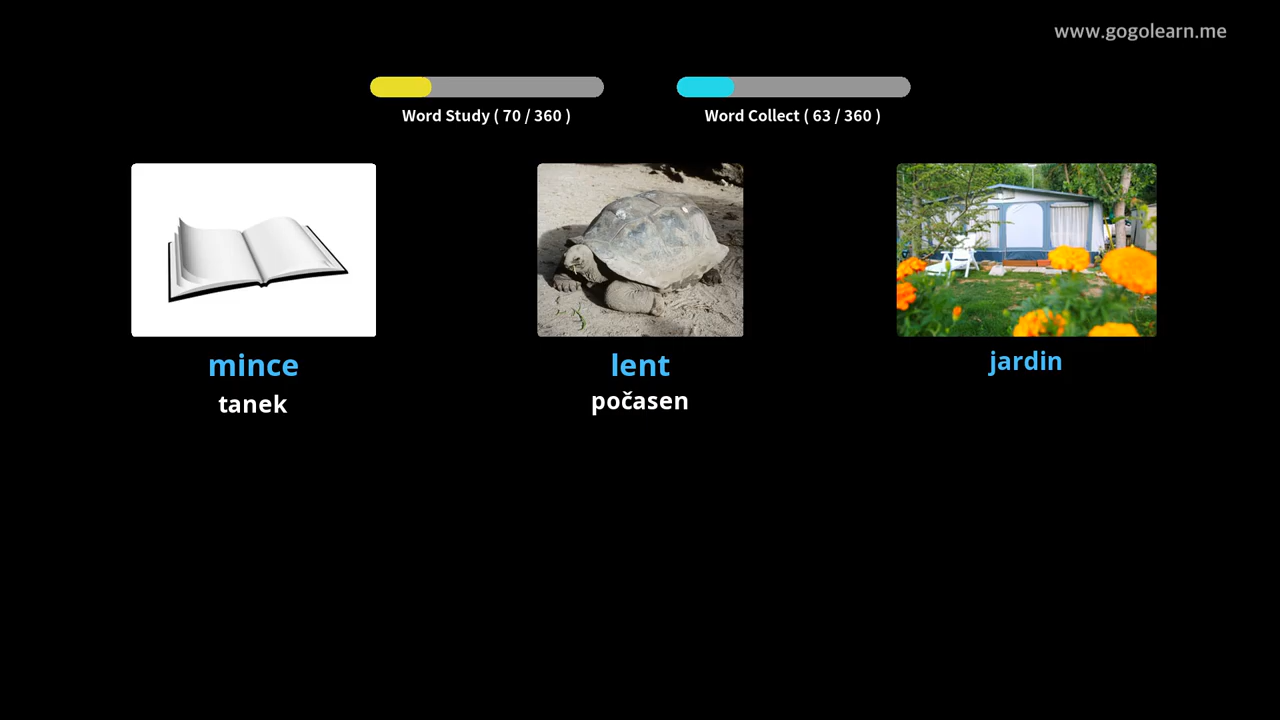 www.gogolearn.me
Word Study ( 70 / 360 )
Word Collect ( 63 / 360 )
mince
tanek
lent
počasen
jardin